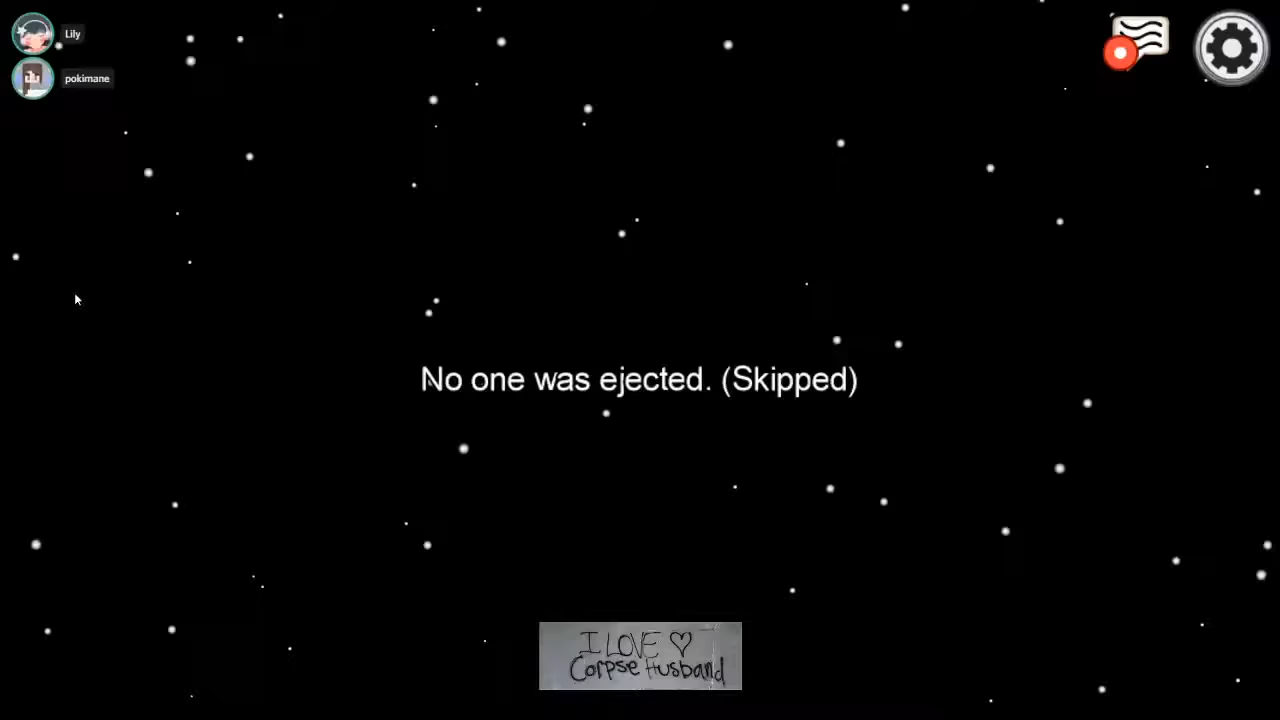 Lily
pokimane
No one was ejected. (Skipped)
I LOVE ♡
Corpse Husband